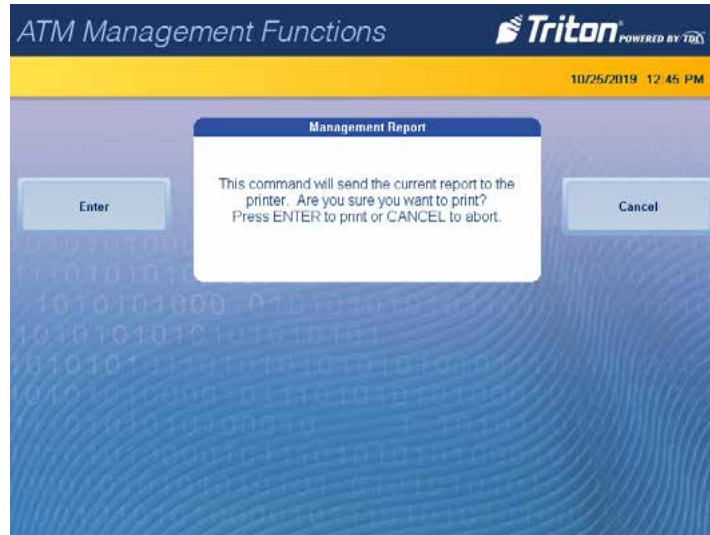 ATM Management Functions
Triton POWERED BY TDL
10/25/2019 12:45 PM
Management Report
This command will send the current report to the
printer. Are you sure you want to print?
Press ENTER to print or CANCEL to abort.
Enter
Cancel